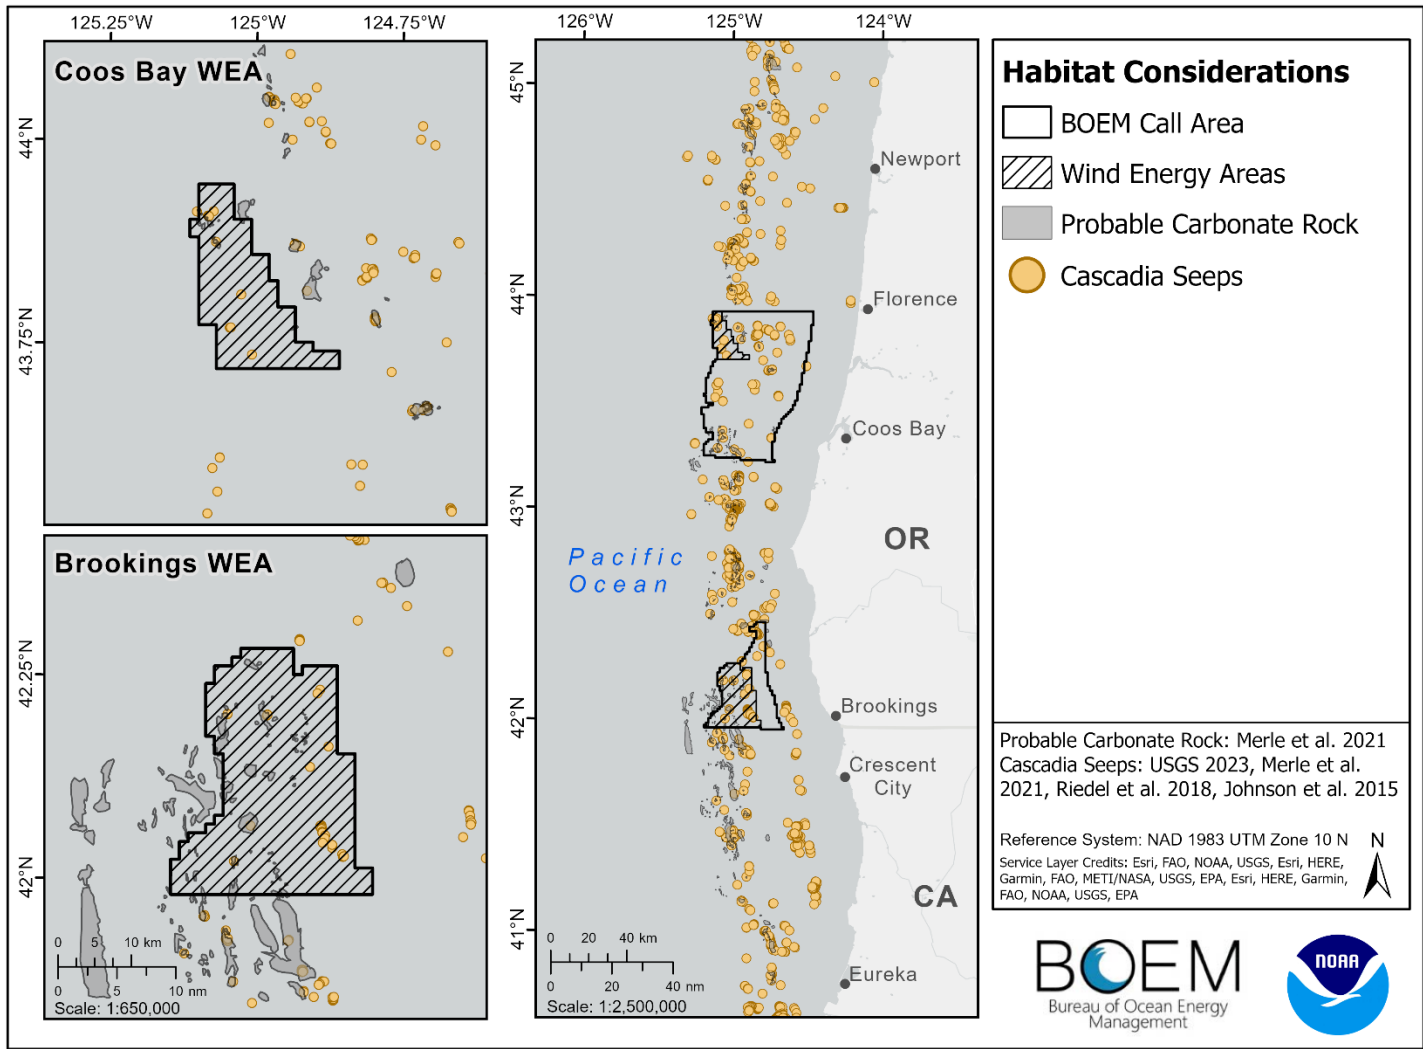 125.25°W 125°W 124.75°W
Coos Bay WEA
44°N
43.75°N
Brookings WEA
42.25°N
42°N
0 5 10 km
0 5 10 nm
Scale: 1:650,000
126°W 125°W 124°W
45°N
44°N
43°N
42°N
41°N
Newport
Florence
Coos Bay
OR
Pacific
Ocean
Brookings
Crescent
City
CA
Eureka
0 20 40 km
0 20 40 nm
Scale: 1:2,500,000
Habitat Considerations
BOEM Call Area
Wind Energy Areas
Probable Carbonate Rock
Cascadia Seeps
Probable Carbonate Rock: Merle et al. 2021
Cascadia Seeps: USGS 2023, Merle et al.
2021, Riedel et al. 2018, Johnson et al. 2015
Reference System: NAD 1983 UTM Zone 10 N
N
Service Layer Credits: Esri, FAO, NOAA, USGS, Esri, HERE,
Garmin, FAO, METI/NASA, USGS, EPA, Esri, HERE, Garmin,
FAO, NOAA, USGS, EPA
BOEM
Bureau of Ocean Energy
Management
NOAA